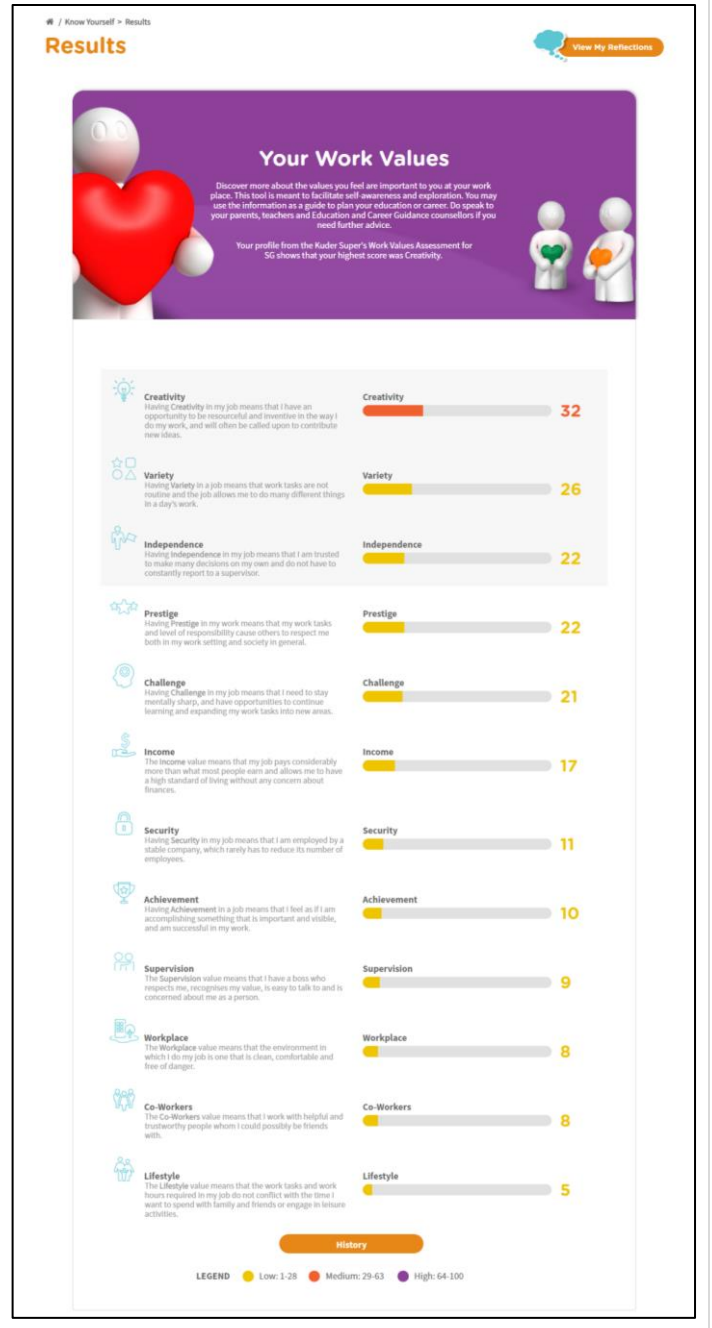 / Know Yourself > Results
Results
View My Reflections
Your Work Values
Discover more about the values you feel are important to you at your work
place. This tool is meant to facilitate self-awareness and exploration. You may
use the information as a guide to plan your education or career. Do speak to
your parents, teachers and Education and Career Guidance counsellors if you
need further advice.
Your profile from the Kuder Super's Work Values Assessment for
SG shows that your highest score was Creativity.
Creativity
Having Creativity in my job means that I have an
opportunity to be resourceful and inventive in the way I
do my work, and will often be called upon to contribute
new ideas.
Creativity
32
Variety
Having Variety in a job means that work tasks are not
routine and the job allows me to do many different things
in a day's work.
Variety
26
Independence
Having Independence in my job means that I am trusted
to make many decisions on my own and do not have to
constantly report to a supervisor.
Independence
22
Prestige
Having Prestige in my work means that my work tasks
and level of responsibility cause others to respect me
both in my work setting and society in general.
Prestige
22
Challenge
Having Challenge in my job means that I need to stay
mentally sharp, and have opportunities to continue
learning and expanding my work tasks into new areas.
Challenge
21
Income
The Income value means that my job pays considerably
more than what most people earn and allows me to have
a high standard of living without any concern about
finances.
Income
17
Security
Having Security in my job means that I am employed by a
stable company, which rarely has to reduce its number of
employees.
Security
11
Achievement
Having Achievement in a job means that I feel as if I am
accomplishing something that is important and visible,
and am successful in my work.
Achievement
10
Supervision
The Supervision value means that I have a boss who
respects me, recognises my value, is easy to talk to and is
concerned about me as a person.
Supervision
9
Workplace
The Workplace value means that the environment in
which I do my job is one that is clean, comfortable and
free of danger.
Workplace
8
Co-Workers
The Co-Workers value means that I work with helpful and
trustworthy people whom I could possibly be friends
with.
Co-Workers
8
Lifestyle
The Lifestyle value means that the work tasks and work
hours required in my job do not conflict with the time I
want to spend with family and friends or engage in leisure
activities.
Lifestyle
5
History
LEGEND Low: 1-28 Medium: 29-63 High: 64-100